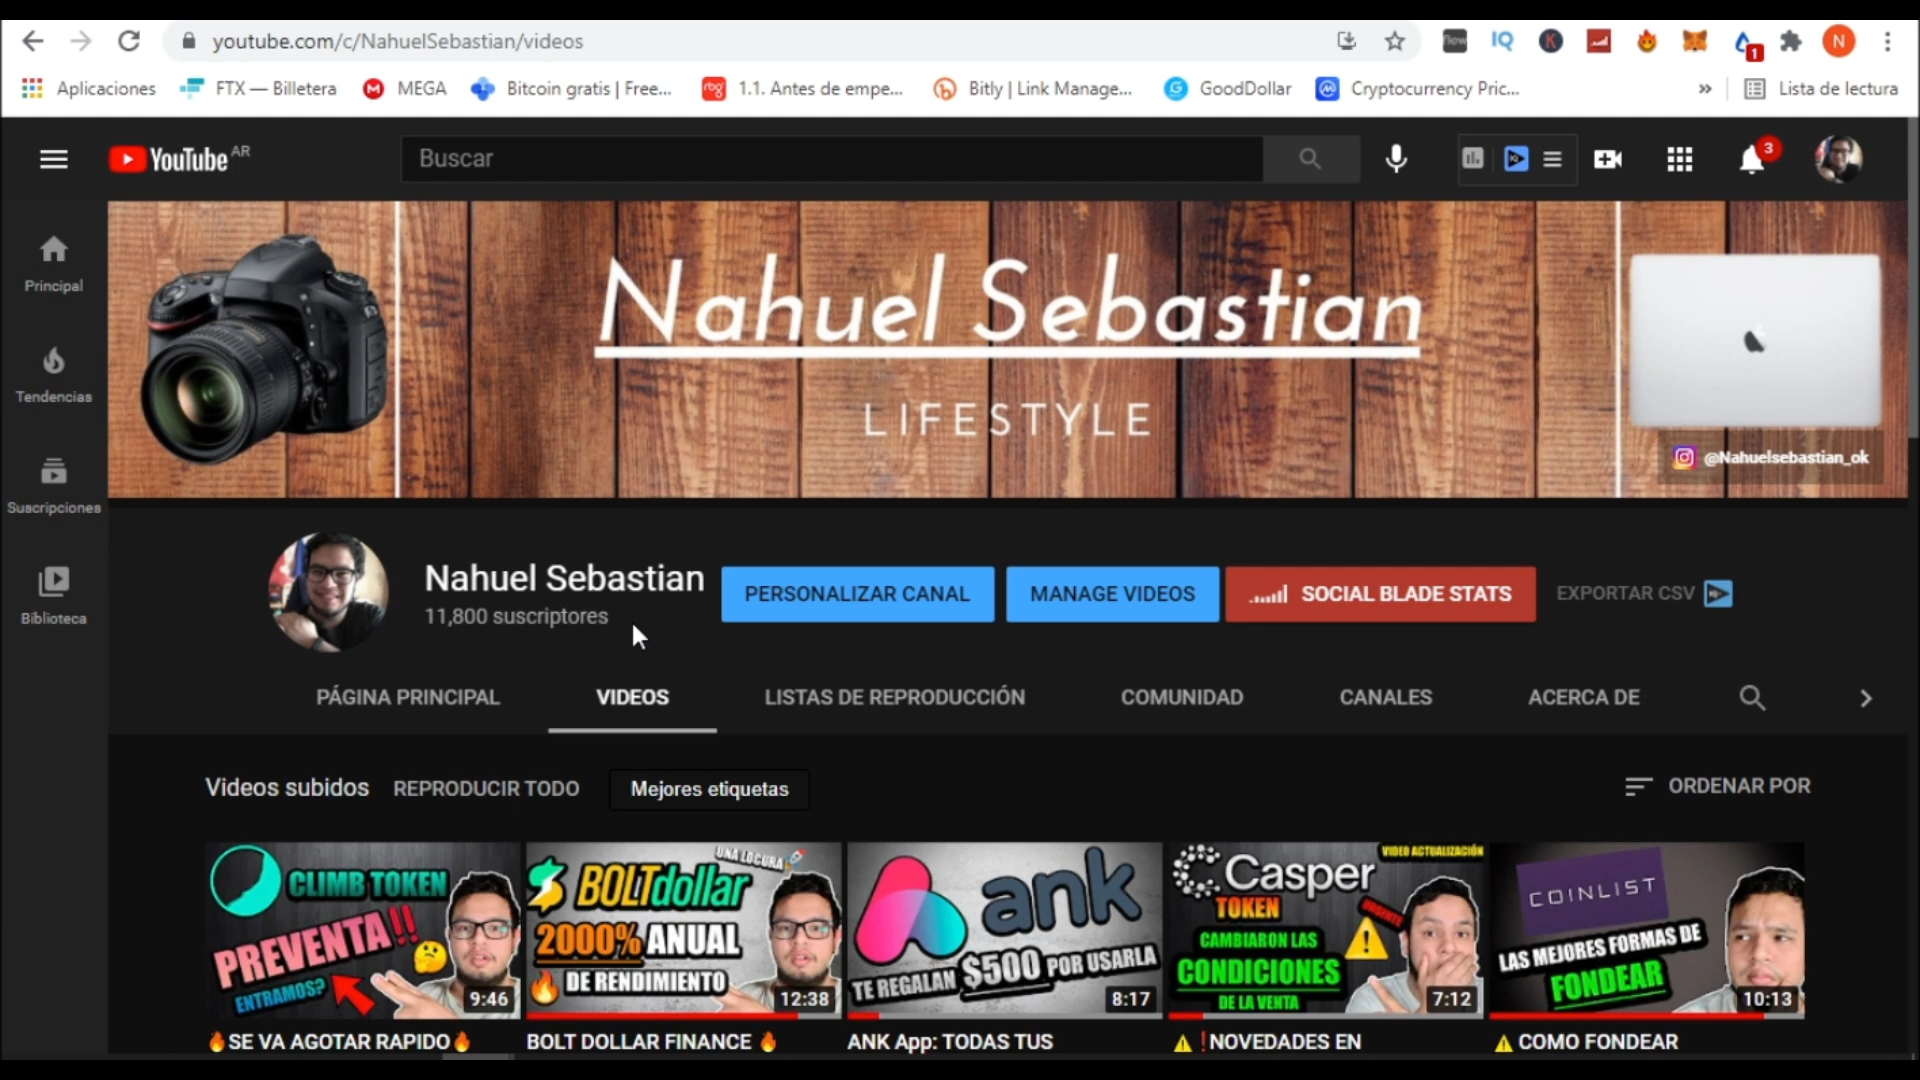 youtube.com/c/NahuelSebastian/videos
flow
IQ
K
1
N
Aplicaciones
FTX — Billetera
MEGA
Bitcoin gratis | Free...
rbg
1.1. Antes de empe...
Bitly | Link Manage...
GoodDollar
Cryptocurrency Pric...
»
Lista de lectura
YouTube AR
Buscar
3
Principal
Tendencias
Suscripciones
Biblioteca
Nahuel Sebastian
LIFESTYLE
@Nahuelsebastian_ok
Nahuel Sebastian
11,800 suscriptores
PERSONALIZAR CANAL
MANAGE VIDEOS
SOCIAL BLADE STATS
EXPORTAR CSV
PÁGINA PRINCIPAL
VIDEOS
LISTAS DE REPRODUCCIÓN
COMUNIDAD
CANALES
ACERCA DE
Videos subidos
REPRODUCIR TODO
Mejores etiquetas
ORDENAR POR
CLIMB TOKEN
PREVENTA!!
ENTRAMOS?
9:46
UNA LOCURA
BOLTdollar
2000% ANUAL
DE RENDIMIENTO
12:38
ank
TE REGALAN $500 POR USARLA
8:17
VIDEO ACTUALIZACIÓN
Casper
TOKEN
URGENTE
CAMBIARON LAS
CONDICIONES
DE LA VENTA
7:12
COINLIST
LAS MEJORES FORMAS DE
FONDEAR
10:13
🔥SE VA AGOTAR RAPIDO🔥
BOLT DOLLAR FINANCE 🔥
ANK App: TODAS TUS
⚠️❗NOVEDADES EN
⚠️ COMO FONDEAR